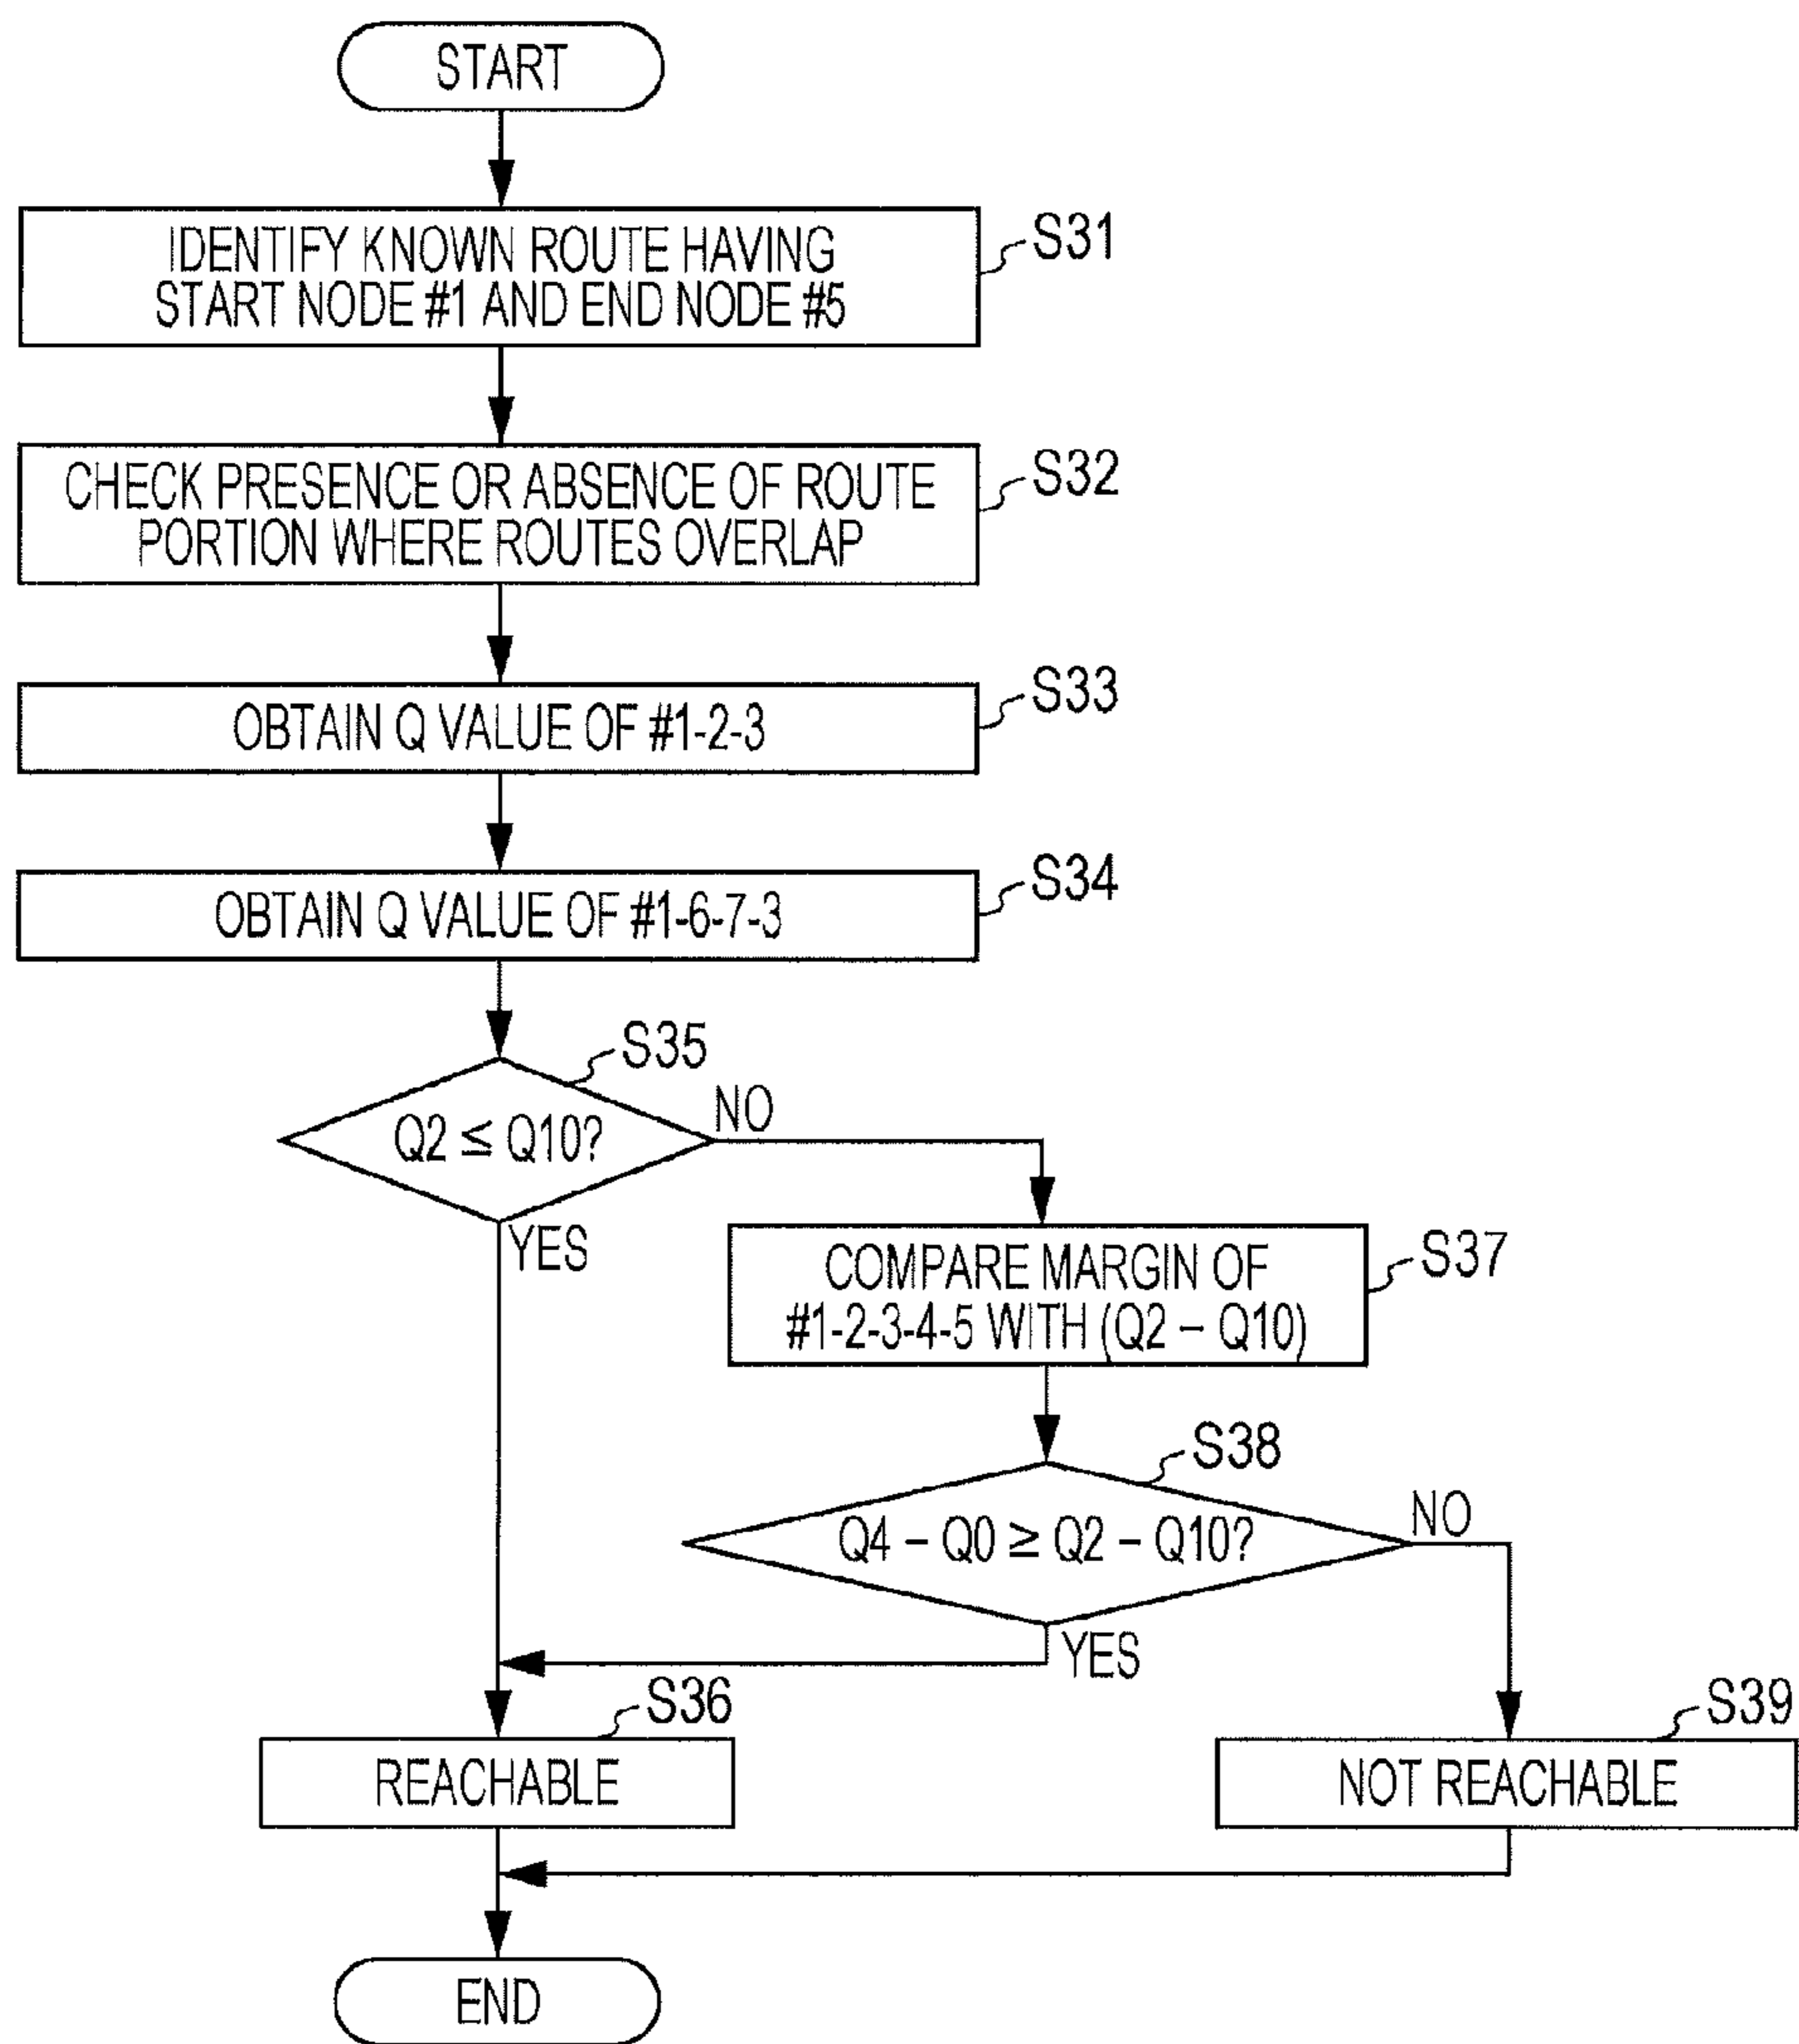 START
IDENTIFY KNOWN ROUTE HAVING
START NODE #1 AND END NODE #5
S31
CHECK PRESENCE OR ABSENCE OF ROUTE
PORTION WHERE ROUTES OVERLAP
S32
OBTAIN Q VALUE OF #1-2-3
S33
OBTAIN Q VALUE OF #1-6-7-3
S34
S35
Q2 ≤ Q10?
NO
YES
COMPARE MARGIN OF
#1-2-3-4-5 WITH (Q2 – Q10)
S37
S38
Q4 – Q0 ≥ Q2 – Q10?
NO
YES
S36
REACHABLE
S39
NOT REACHABLE
END